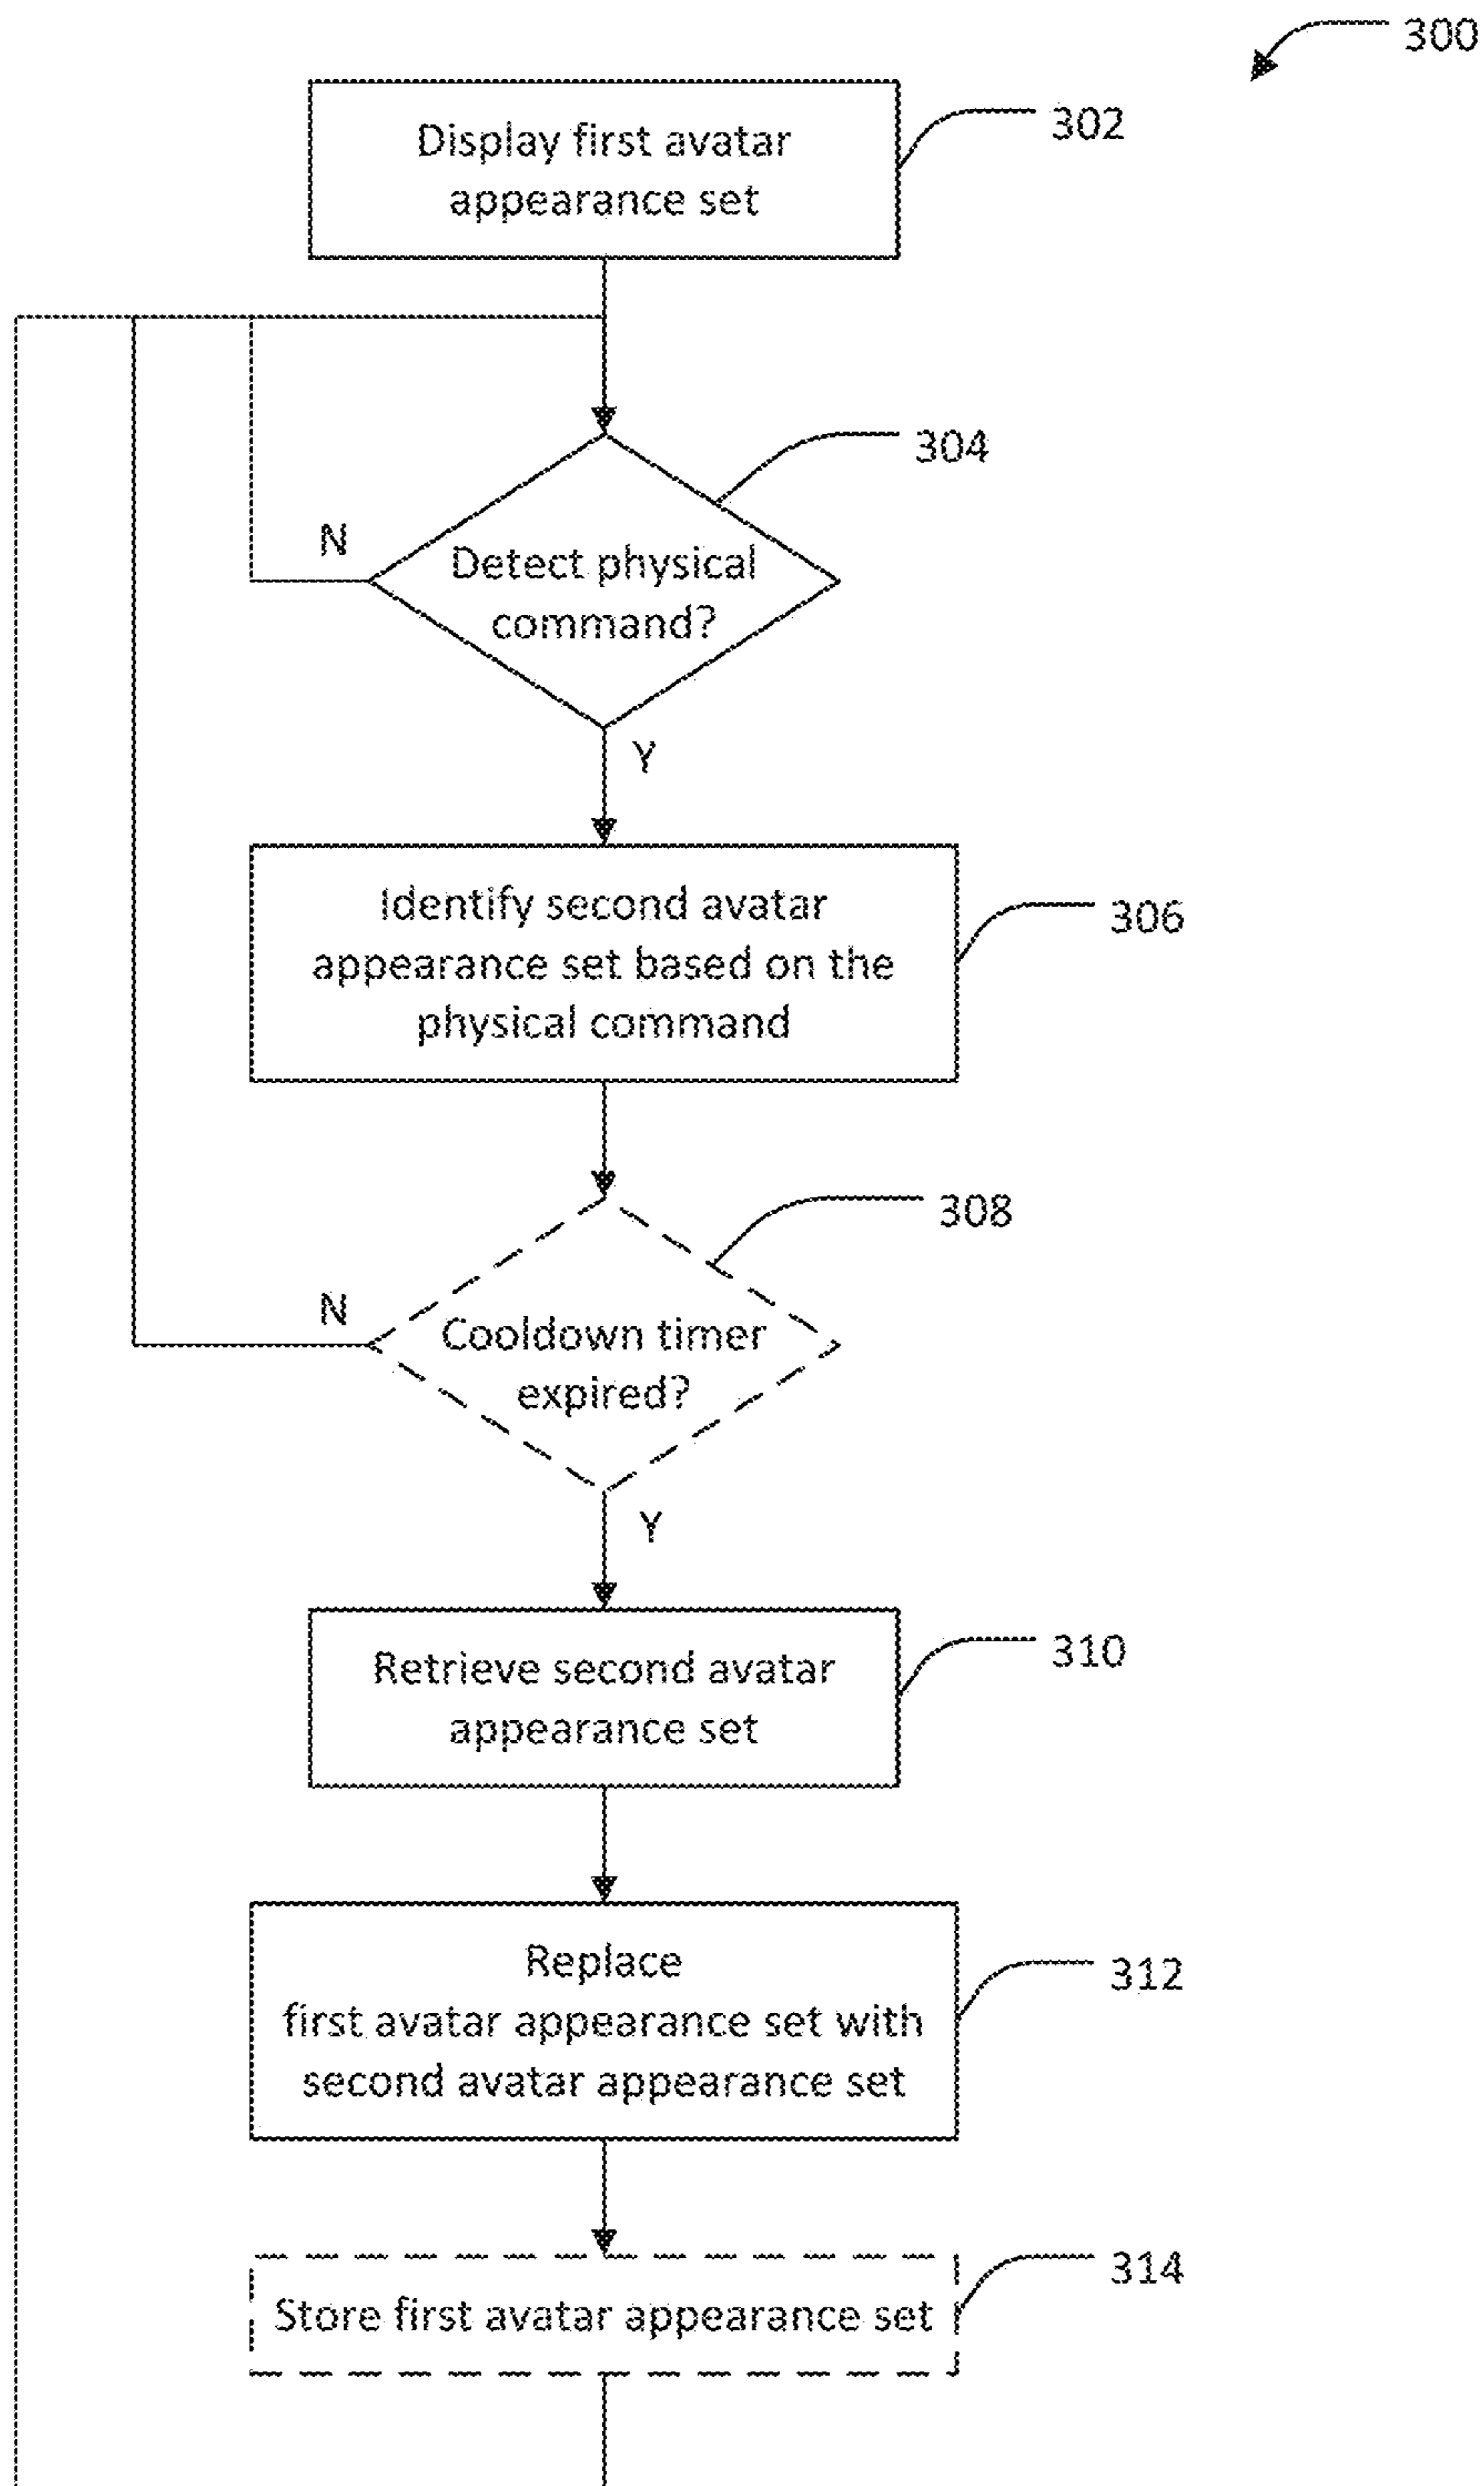 300
Display first avatar
appearance set
302
304
N
Detect physical
command?
Y
Identify second avatar
appearance set based on the
physical command
306
308
N
Cooldown timer
expired?
Y
Retrieve second avatar
appearance set
310
Replace
first avatar appearance set with
second avatar appearance set
312
Store first avatar appearance set
314